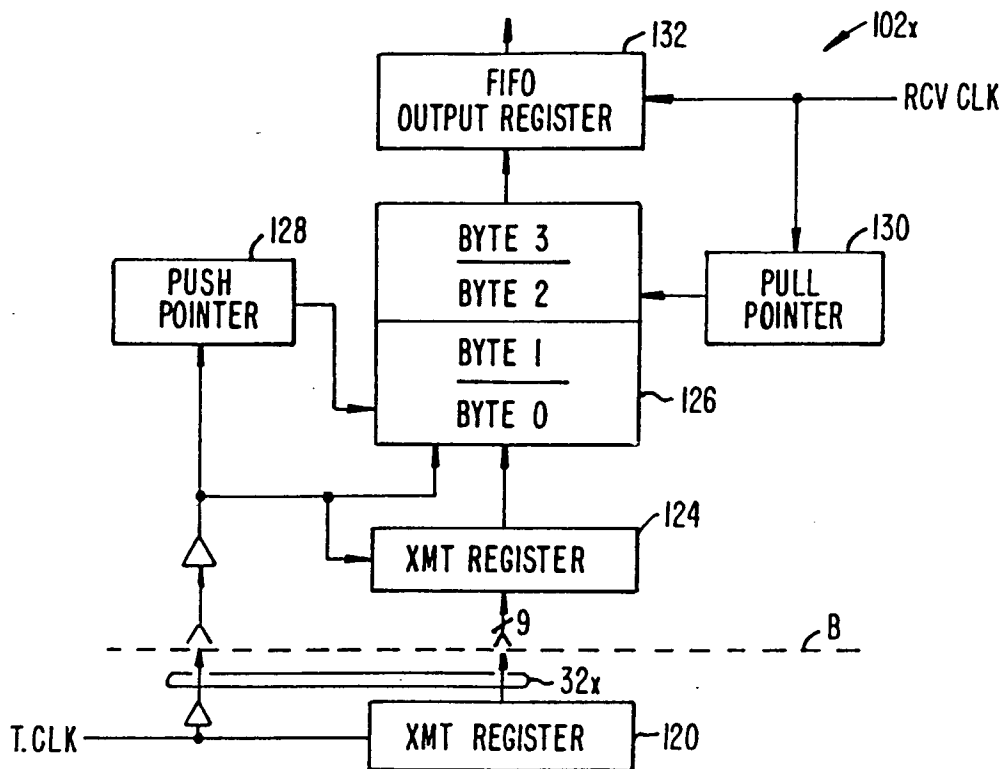 132
102x
FIFO
OUTPUT REGISTER
RCV CLK
128
PUSH
POINTER
BYTE 3
BYTE 2
130
PULL
POINTER
BYTE 1
BYTE 0
126
124
XMT REGISTER
9
B
32x
T.CLK
XMT REGISTER
120